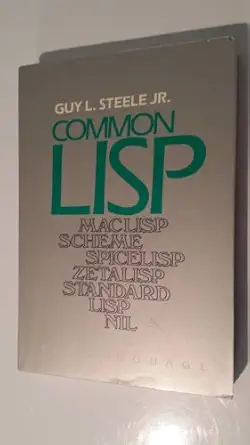 GUY L. STEELE JR.
COMMON
LISP
MACLISP
SCHEME
SPICELISP
ZETALISP
STANDARD
LISP
NIL